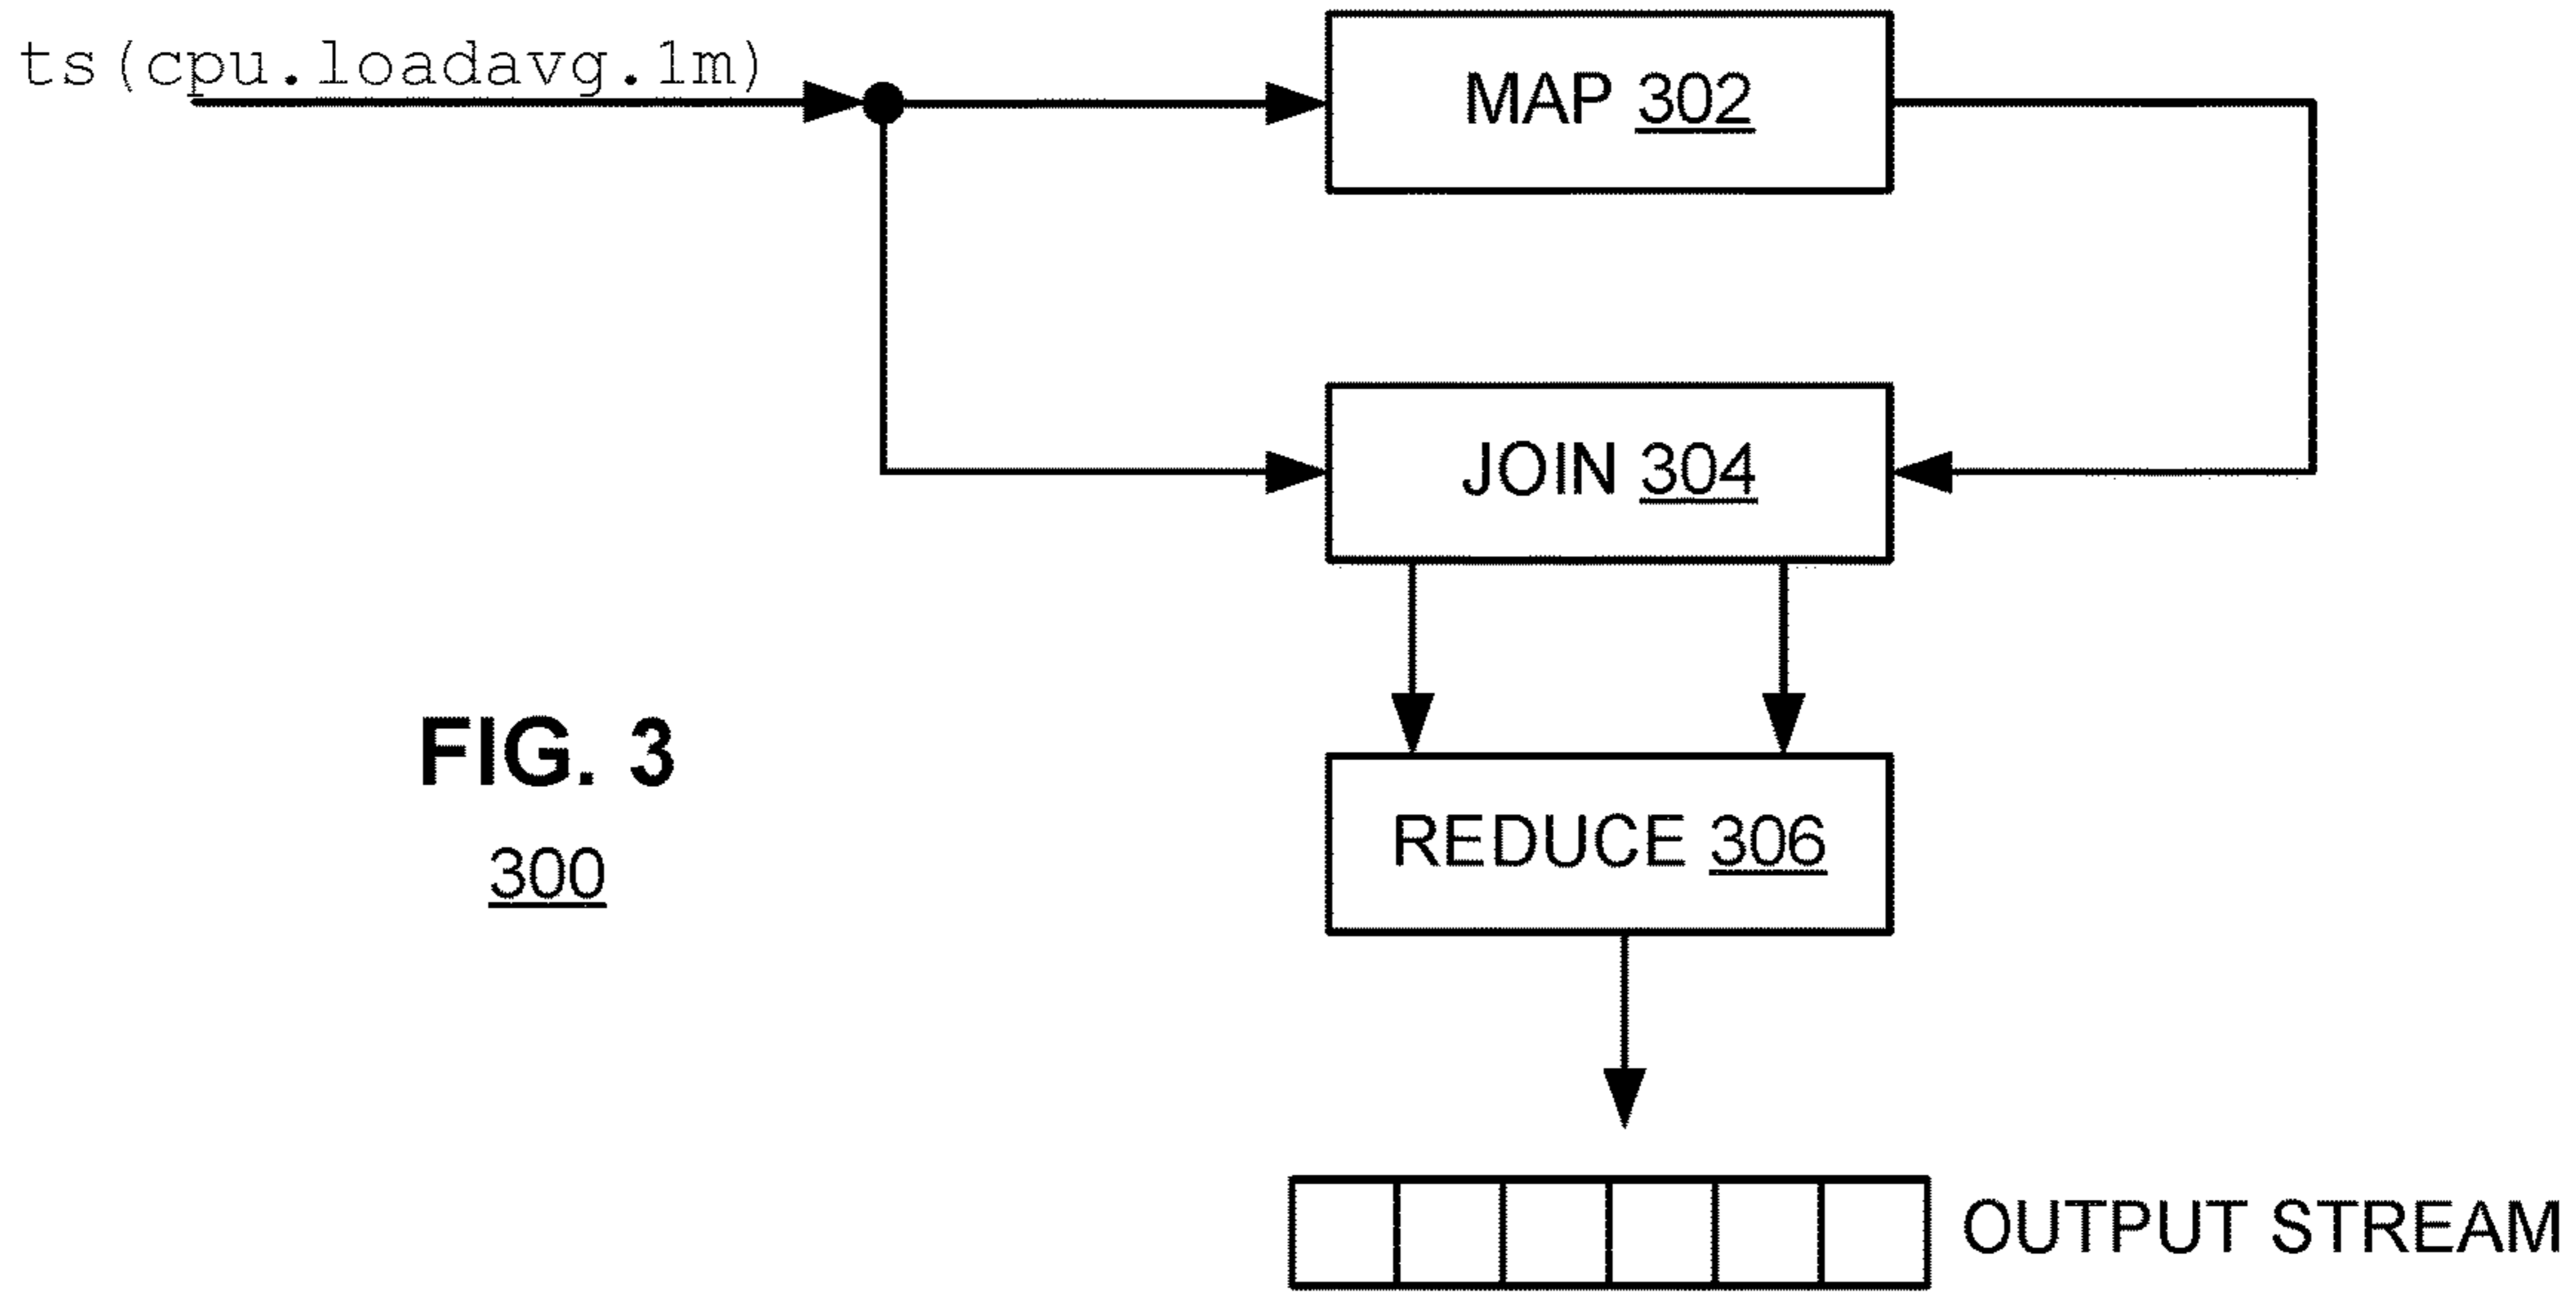 ts(cpu.loadavg.1m)
MAP 302
JOIN 304
FIG. 3
300
REDUCE 306
OUTPUT STREAM